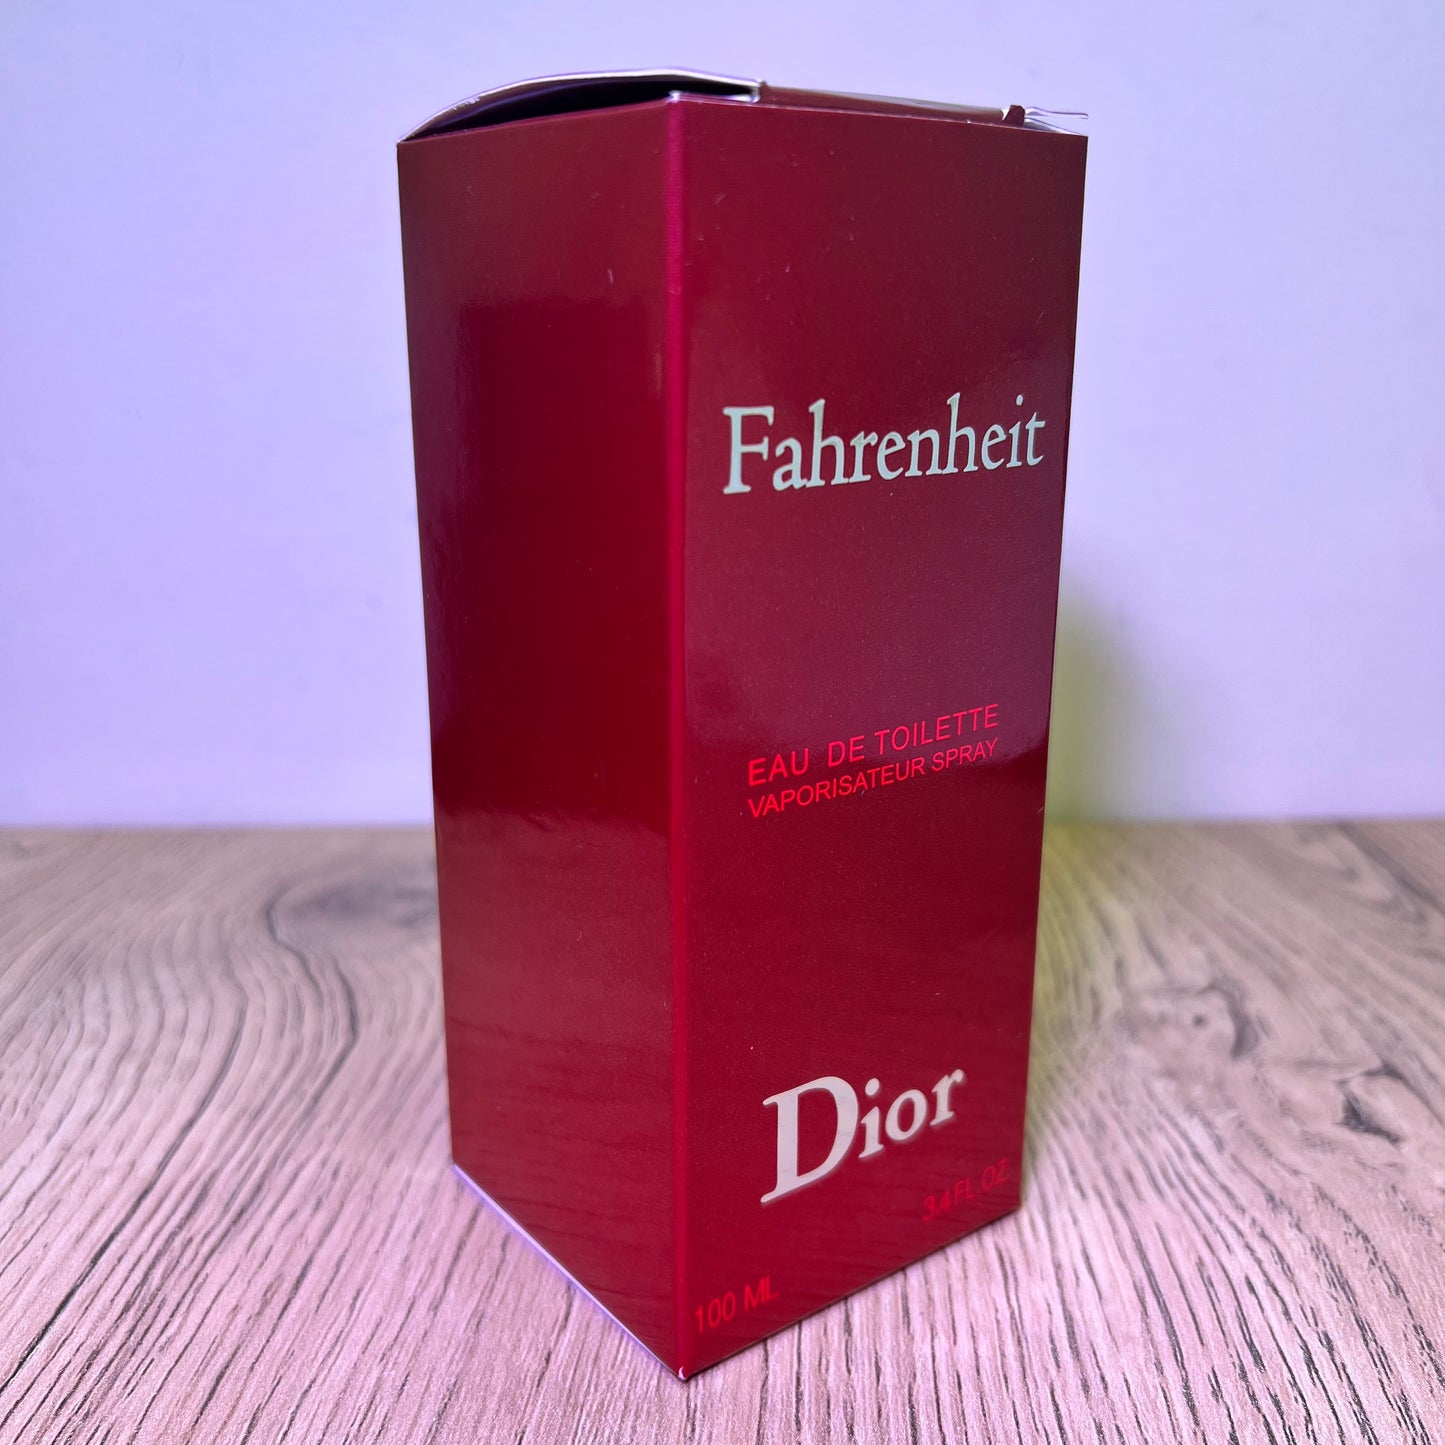 Fahrenheit
EAU DE TOILETTE
VAPORISATEUR SPRAY
Dior
3.4 FL OZ
100 ML